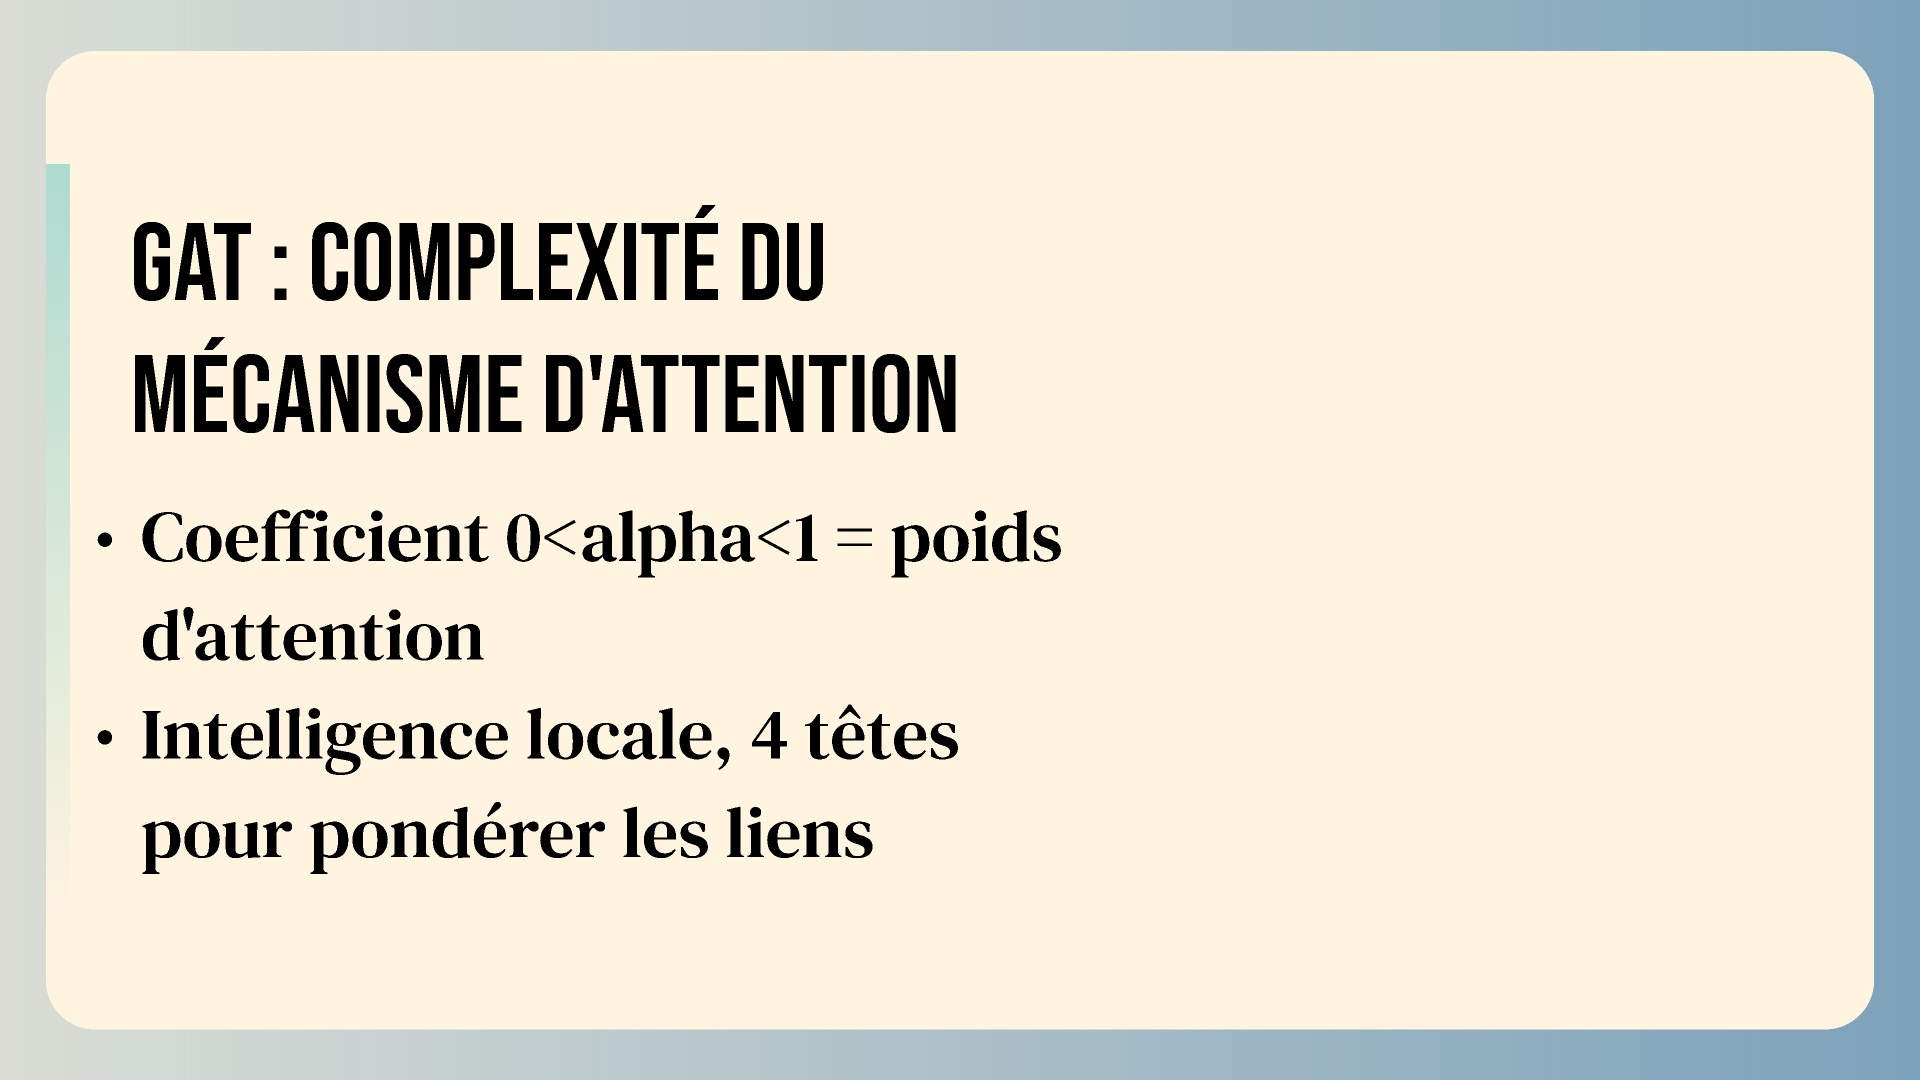 GAT : COMPLEXITÉ DU
MÉCANISME D'ATTENTION
• Coefficient 0<alpha<1 = poids
d'attention
• Intelligence locale, 4 têtes
pour pondérer les liens